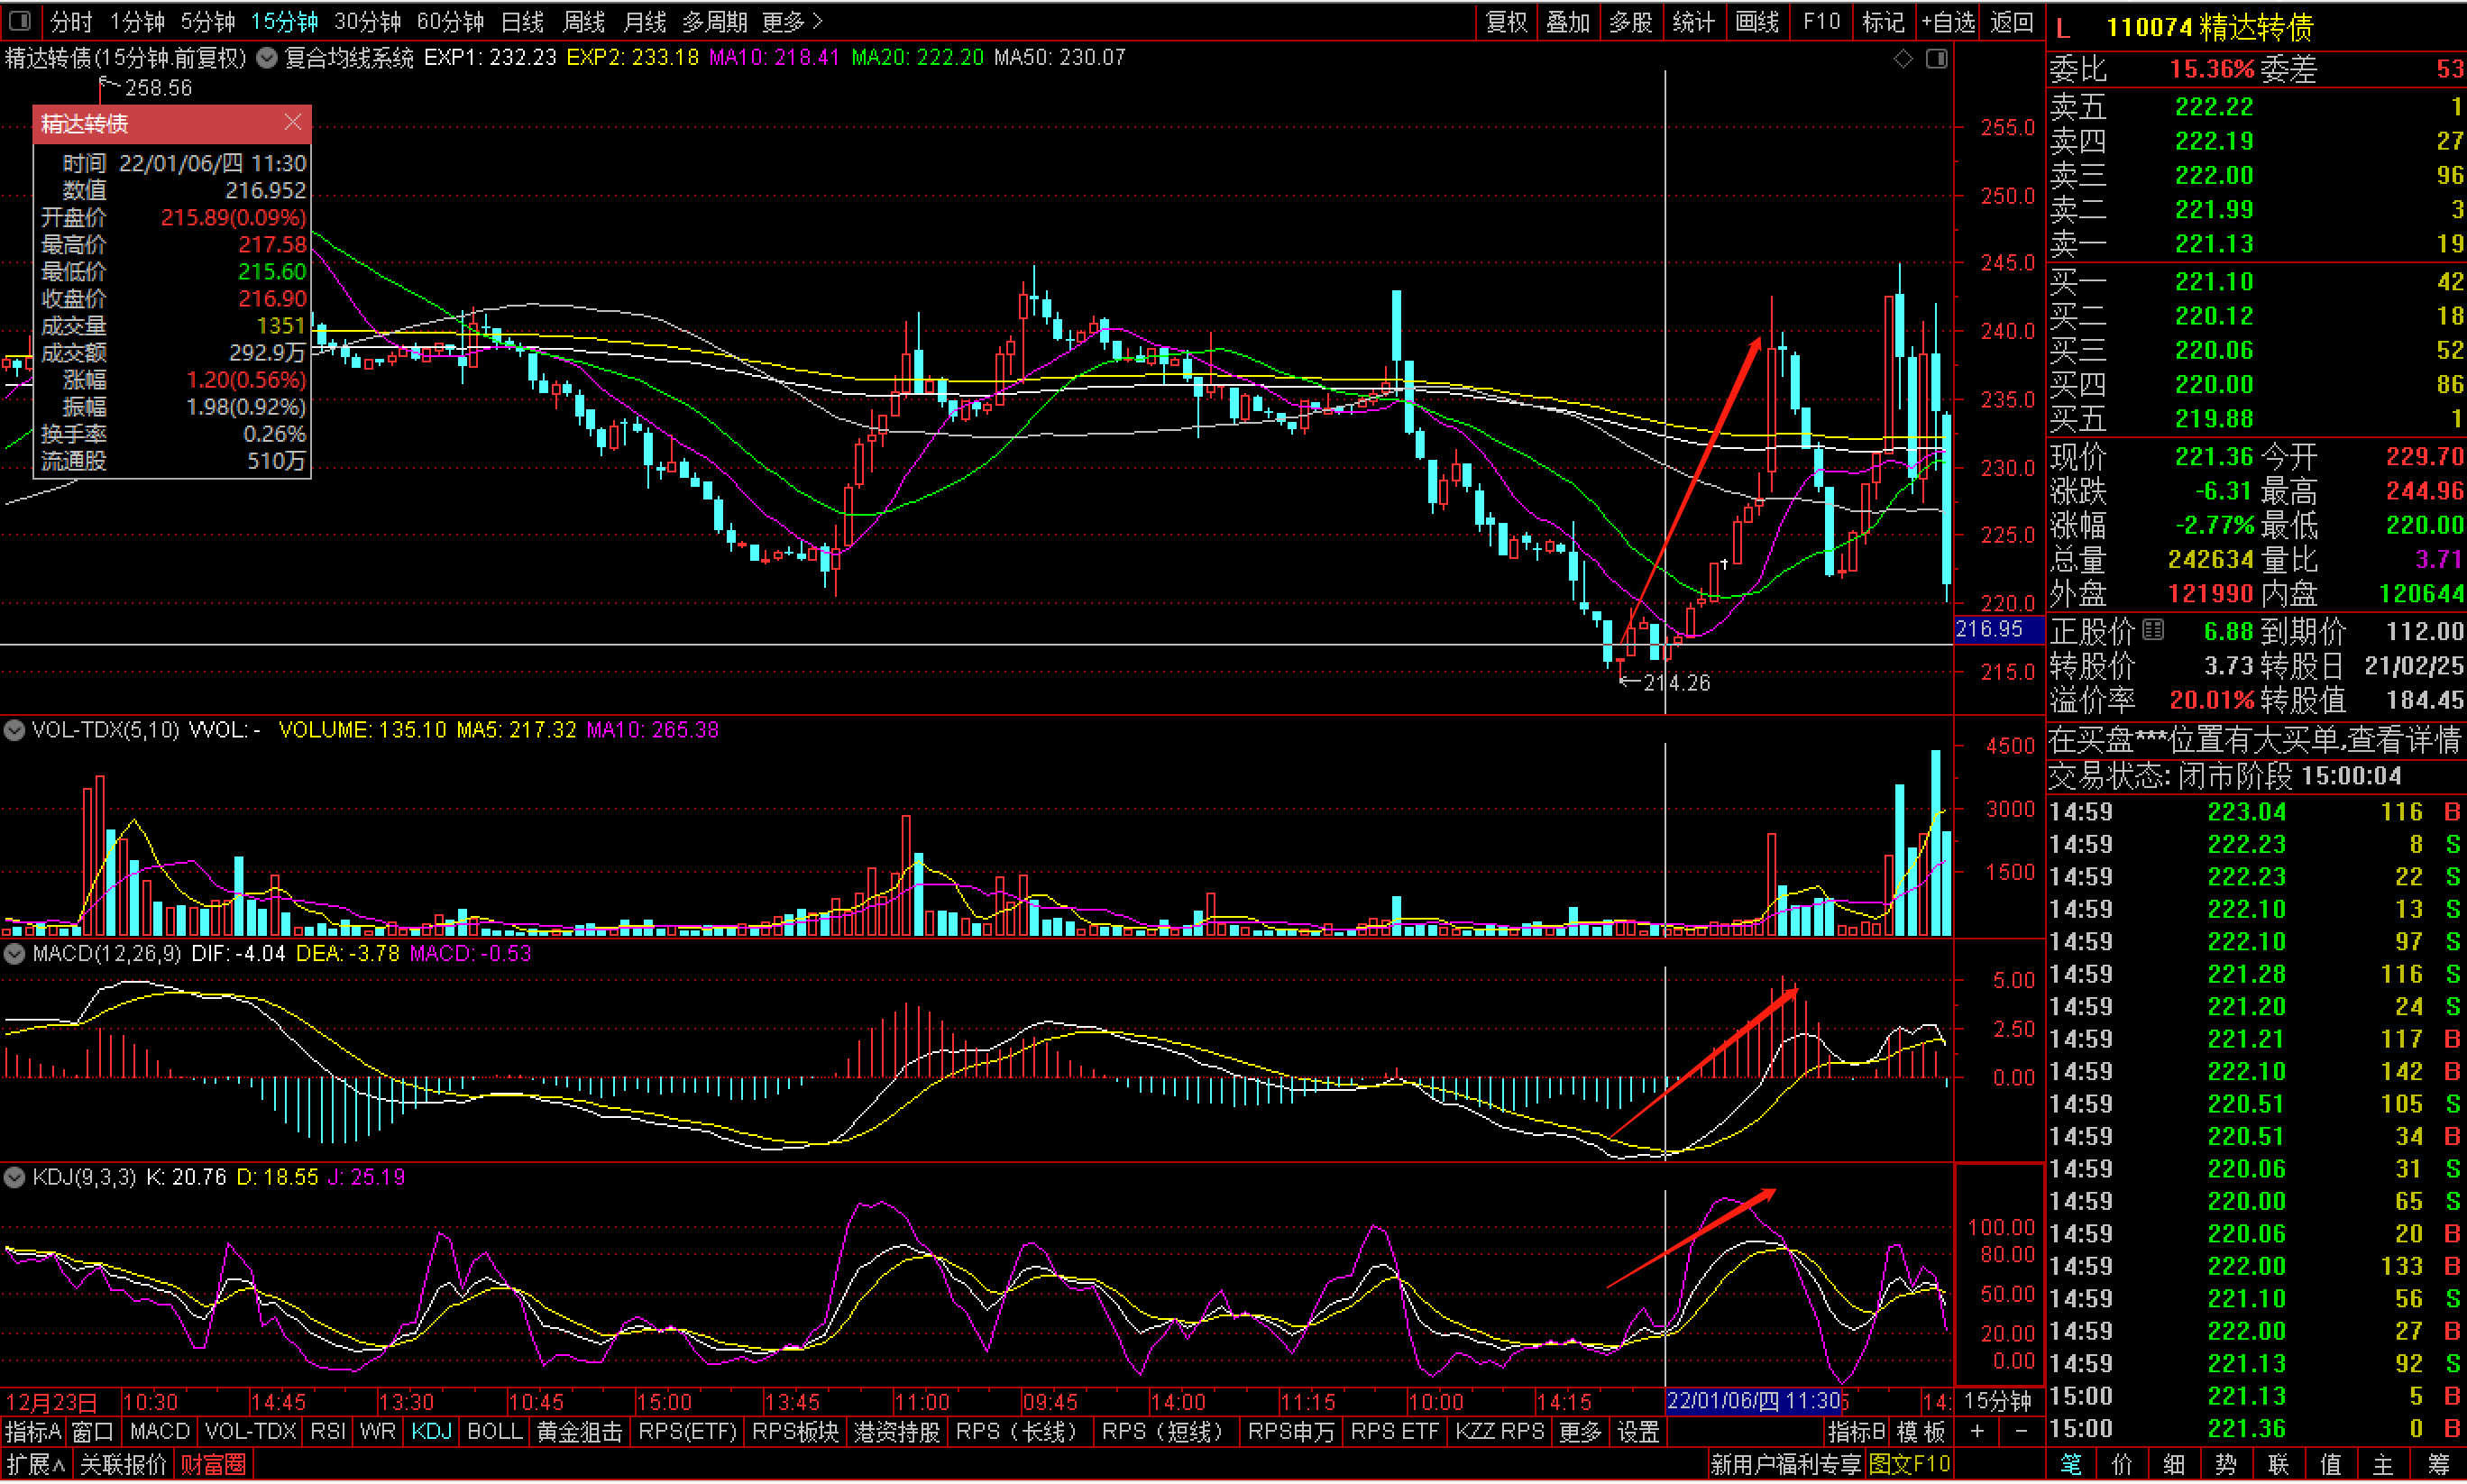 分时 1分钟 5分钟 15分钟 30分钟 60分钟 日线 周线 月线 多周期 更多 >
复权 叠加 多股 统计 画线 F10 标记 +自选 返回
L 110074 精达转债
精达转债(15分钟.前复权) 复合均线系统 EXP1: 232.23 EXP2: 233.18 MA10: 218.41 MA20: 222.20 MA50: 230.07
258.56
精达转债
时间 22/01/06/四 11:30
数值 216.952
开盘价 215.89(0.09%)
最高价 217.58
最低价 215.60
收盘价 216.90
成交量 1351
成交额 292.9万
涨幅 1.20(0.56%)
振幅 1.98(0.92%)
换手率 0.26%
流通股 510万
255.0
250.0
245.0
240.0
235.0
230.0
225.0
220.0
216.95
215.0
214.26
VOL-TDX(5,10) VVOL: - VOLUME: 135.10 MA5: 217.32 MA10: 265.38
4500
3000
1500
MACD(12,26,9) DIF: -4.04 DEA: -3.78 MACD: -0.53
5.00
2.50
0.00
KDJ(9,3,3) K: 20.76 D: 18.55 J: 25.19
100.00
80.00
50.00
20.00
0.00
12月23日 10:30 14:45 13:30 10:45 15:00 13:45 11:00 09:45 14:00 11:15 10:00 14:15 22/01/06/四 11:30 14: 15分钟
指标A 窗口 MACD VOL-TDX RSI WR KDJ BOLL 黄金狙击 RPS(ETF) RPS板块 港资持股 RPS（长线） RPS（短线） RPS申万 RPS ETF KZZ RPS 更多 设置 指标B 模板 + −
扩展∧ 关联报价 财富圈 新用户福利专享 图文F10
委比 15.36% 委差 53
卖五 222.22 1
卖四 222.19 27
卖三 222.00 96
卖二 221.99 3
卖一 221.13 19
买一 221.10 42
买二 220.12 18
买三 220.06 52
买四 220.00 86
买五 219.88 1
现价 221.36 今开 229.70
涨跌 -6.31 最高 244.96
涨幅 -2.77% 最低 220.00
总量 242634 量比 3.71
外盘 121990 内盘 120644
正股价 6.88 到期价 112.00
转股价 3.73 转股日 21/02/25
溢价率 20.01% 转股值 184.45
在买盘***位置有大买单,查看详情
交易状态: 闭市阶段 15:00:04
14:59 223.04 116 B
14:59 222.23 8 S
14:59 222.23 22 S
14:59 222.10 13 S
14:59 222.10 97 S
14:59 221.28 116 S
14:59 221.20 24 S
14:59 221.21 117 B
14:59 222.10 142 B
14:59 220.51 105 S
14:59 220.51 34 B
14:59 220.06 31 S
14:59 220.00 65 S
14:59 220.06 20 B
14:59 222.00 133 B
14:59 221.10 56 S
14:59 222.00 27 B
14:59 221.13 92 S
15:00 221.13 5 B
15:00 221.36 0 B
笔 价 细 势 联 值 主 筹